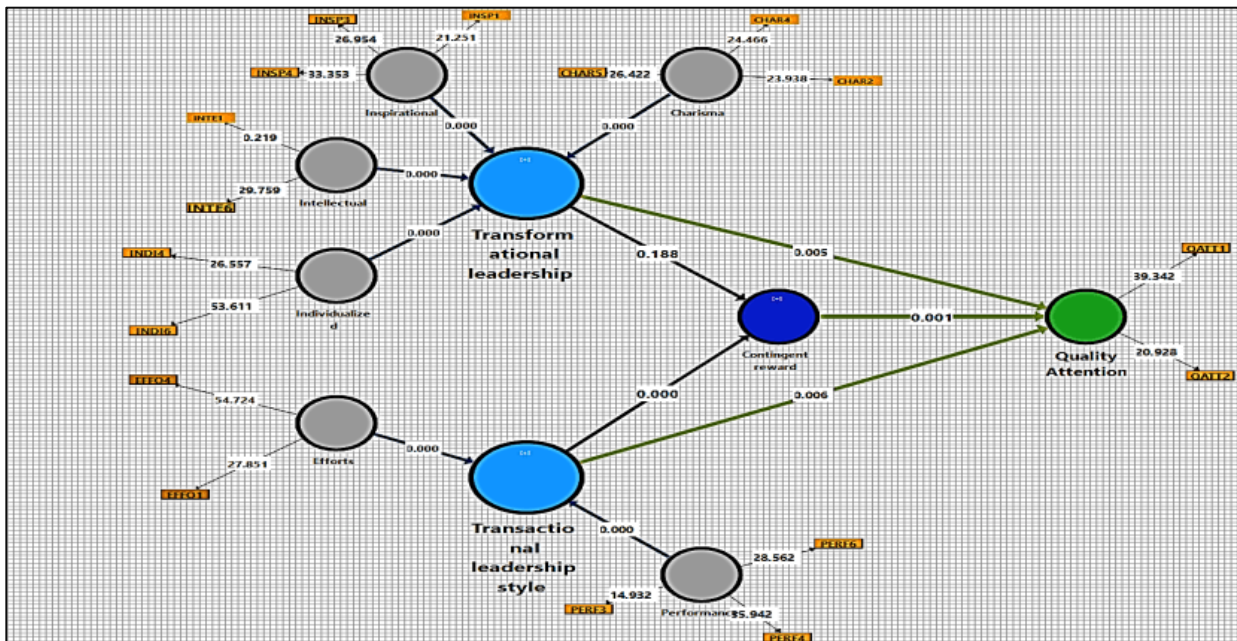 INSP3
INSP1
CHAR4
26.954
21.251
24.466
INSP4
33.353
CHAR5
26.422
23.938
CHAR2
Inspirational
Charisma
INTE1
0.000
0.000
0.219
0.000
29.759
Intellectual
INTE6
0.000
Transform
ational
leadership
INDI4
26.557
0.188
0.005
QATT1
39.342
53.611
Individualize
d
INDI6
0.001
Contingent
reward
20.928
Quality
Attention
QATT2
EFFO4
54.724
0.000
0.006
0.000
27.851
Efforts
EFFO1
Transactio
nal
leadership
style
0.000
PERF6
28.562
14.932
PERF3
Performance
35.942
PERF4